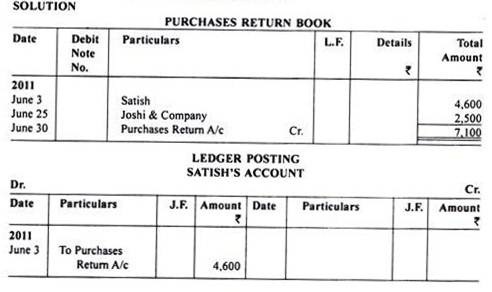 SOLUTION
PURCHASES RETURN BOOK
Date Debit Note No. Particulars L.F. Details ₹ Total Amount ₹
2011
June 3 Satish 4,600
June 25 Joshi & Company 2,500
June 30 Purchases Return A/c Cr. 7,100
LEDGER POSTING
SATISH'S ACCOUNT
Dr. Cr.
Date Particulars J.F. Amount ₹ Date Particulars J.F. Amount ₹
2011
June 3 To Purchases
Return A/c 4,600